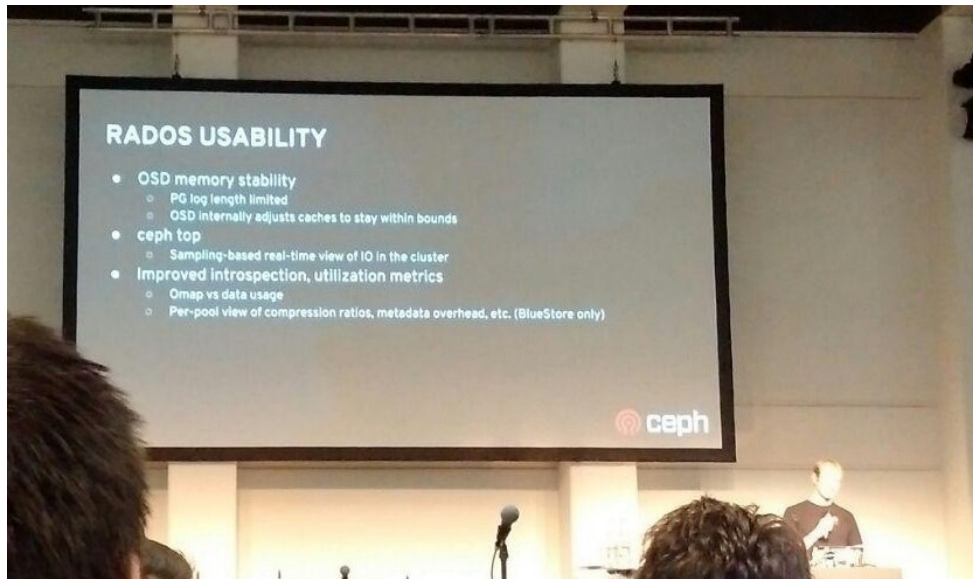 RADOS USABILITY
● OSD memory stability
○ PG log length limited
○ OSD internally adjusts caches to stay within bounds
● ceph top
○ Sampling-based real-time view of IO in the cluster
● Improved introspection, utilization metrics
○ Omap vs data usage
○ Per-pool view of compression ratios, metadata overhead, etc. (BlueStore only)
ceph